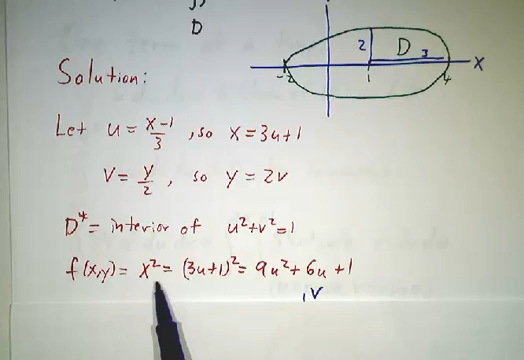 D
2 D 3
-2 1 4 X
Solution:
Let u = (x-1)/3, so x = 3u+1
v = y/2, so y = 2v
D* = interior of u²+v²=1
f(x,y) = x² = (3u+1)² = 9u² + 6u + 1
, v